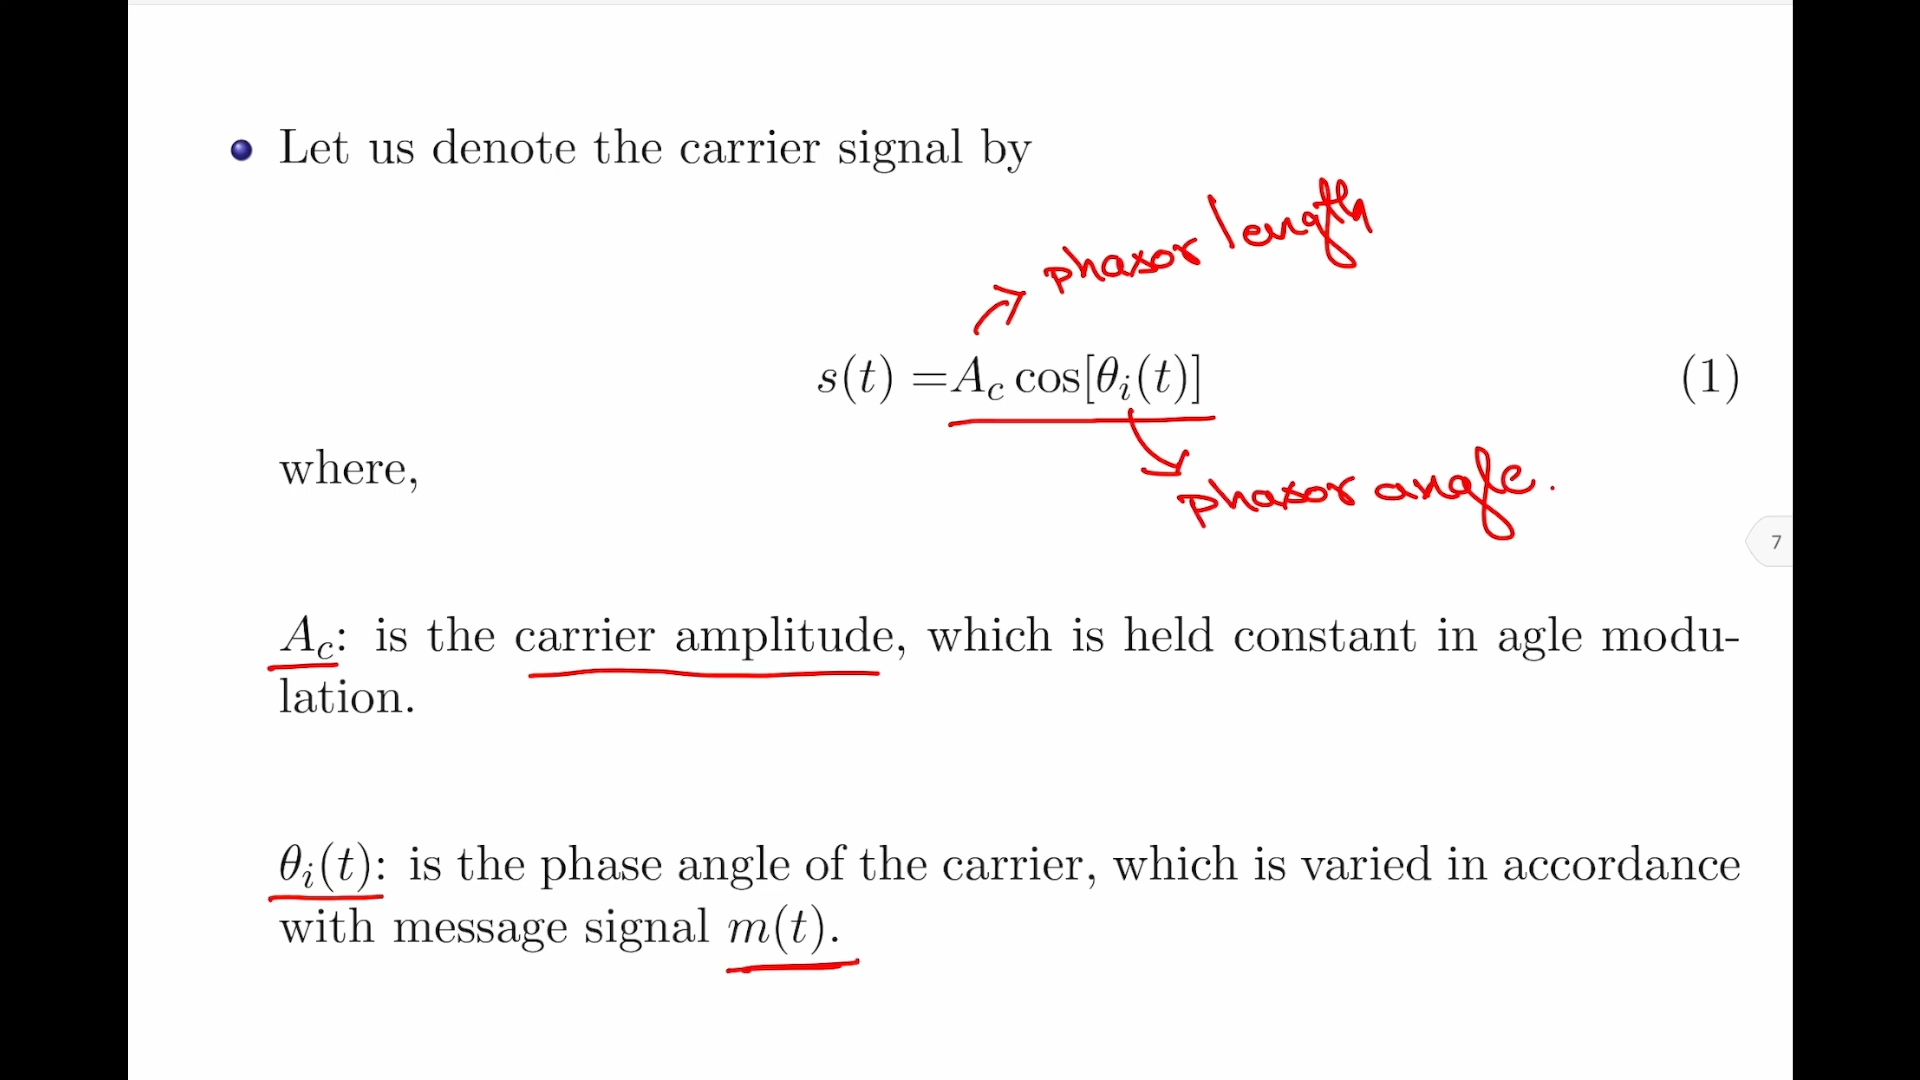 Let us denote the carrier signal by
phasor length
s(t) =A_c cos[θ_i(t)] (1)
where,
phasor angle.
7
A_c: is the carrier amplitude, which is held constant in agle modu-
lation.
θ_i(t): is the phase angle of the carrier, which is varied in accordance
with message signal m(t).